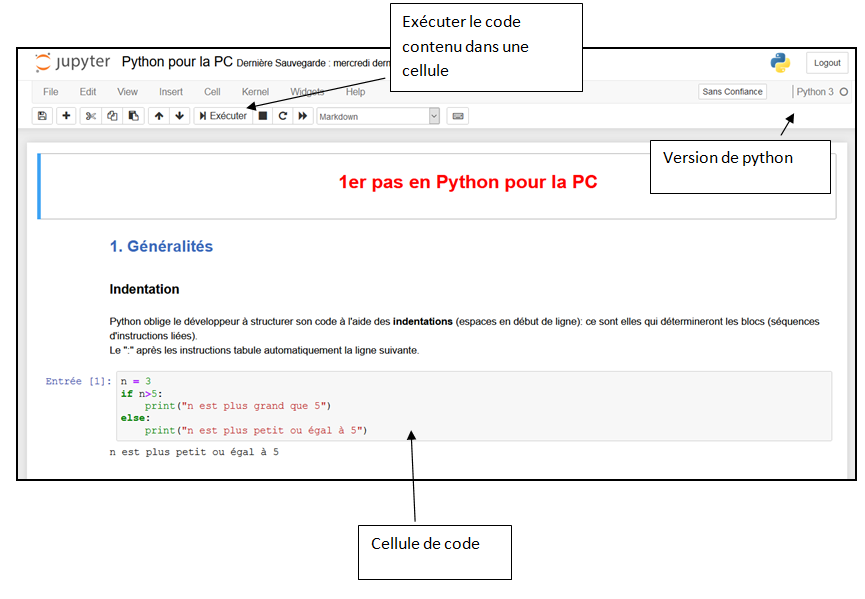 Exécuter le code
contenu dans une
cellule
jupyter Python pour la PC Dernière Sauvegarde : mercredi dern
Logout
File Edit View Insert Cell Kernel Widgets Help
Sans Confiance
Python 3
Exécuter
Markdown
Version de python
1er pas en Python pour la PC
1. Généralités
Indentation
Python oblige le développeur à structurer son code à l'aide des indentations (espaces en début de ligne): ce sont elles qui détermineront les blocs (séquences
d'instructions liées).
Le ":" après les instructions tabule automatiquement la ligne suivante.
Entrée [1]: n = 3
if n>5:
print("n est plus grand que 5")
else:
print("n est plus petit ou égal à 5")
n est plus petit ou égal à 5
Cellule de code